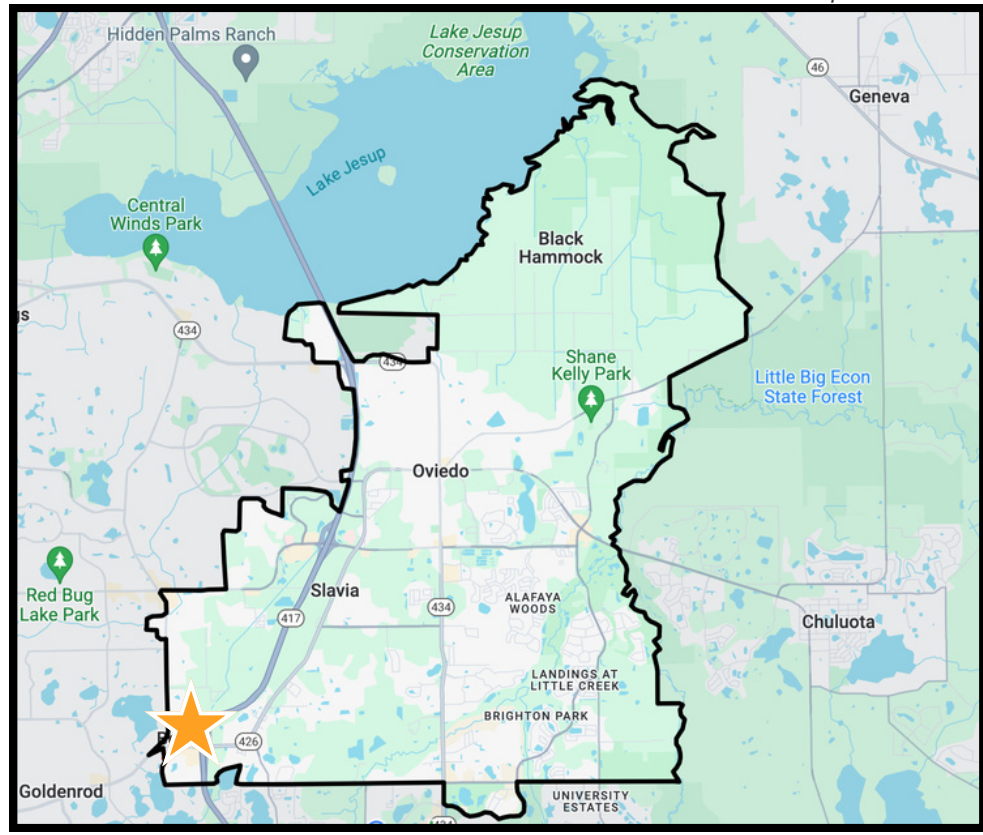 Hidden Palms Ranch
Lake Jesup
Conservation
Area
46
Geneva
Lake Jesup
Central
Winds Park
Black
Hammock
434
434
Shane
Kelly Park
Little Big Econ
State Forest
Oviedo
Red Bug
Lake Park
Slavia
417
434
ALAFAYA
WOODS
Chuluota
LANDINGS AT
LITTLE CREEK
BRIGHTON PARK
426
Goldenrod
UNIVERSITY
ESTATES